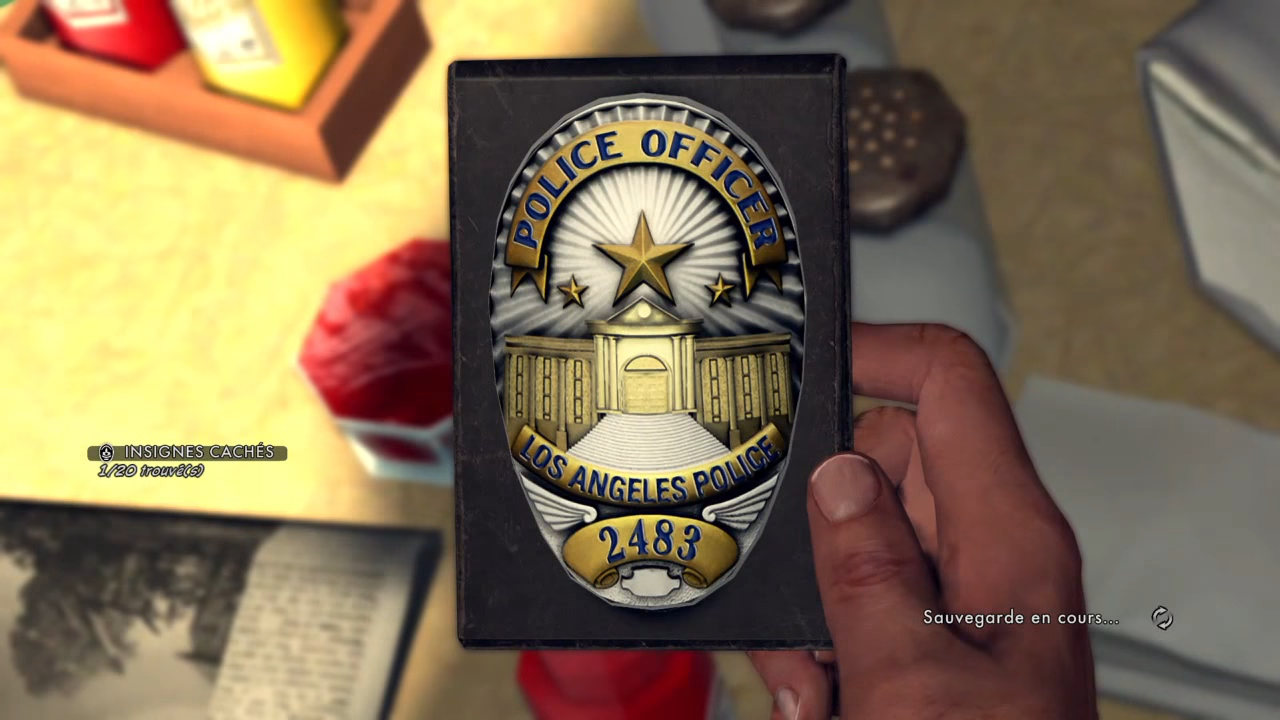 POLICE OFFICER
LOS ANGELES POLICE
2483
INSIGNES CACHÉS
1/20 trouvé(s)
Sauvegarde en cours...